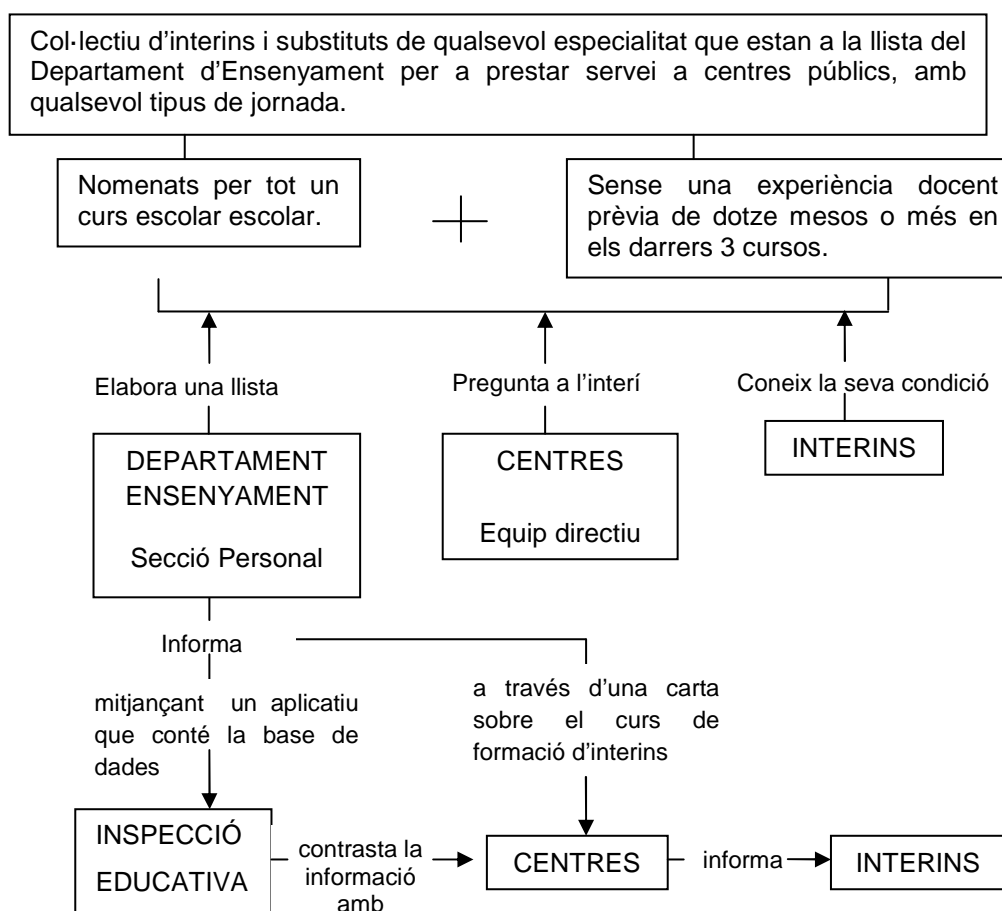 Col·lectiu d’interins i substituts de qualsevol especialitat que estan a la llista del
Departament d’Ensenyament per a prestar servei a centres públics, amb
qualsevol tipus de jornada.
Nomenats per tot un
curs escolar escolar.
Sense una experiència docent
prèvia de dotze mesos o més en
els darrers 3 cursos.
Elabora una llista
Pregunta a l’interí
Coneix la seva condició
DEPARTAMENT
ENSENYAMENT
Secció Personal
CENTRES
Equip directiu
INTERINS
Informa
mitjançant un aplicatiu
que conté la base de
dades
a través d’una carta
sobre el curs de
formació d’interins
INSPECCIÓ
EDUCATIVA
contrasta la
informació
amb
CENTRES
informa
INTERINS